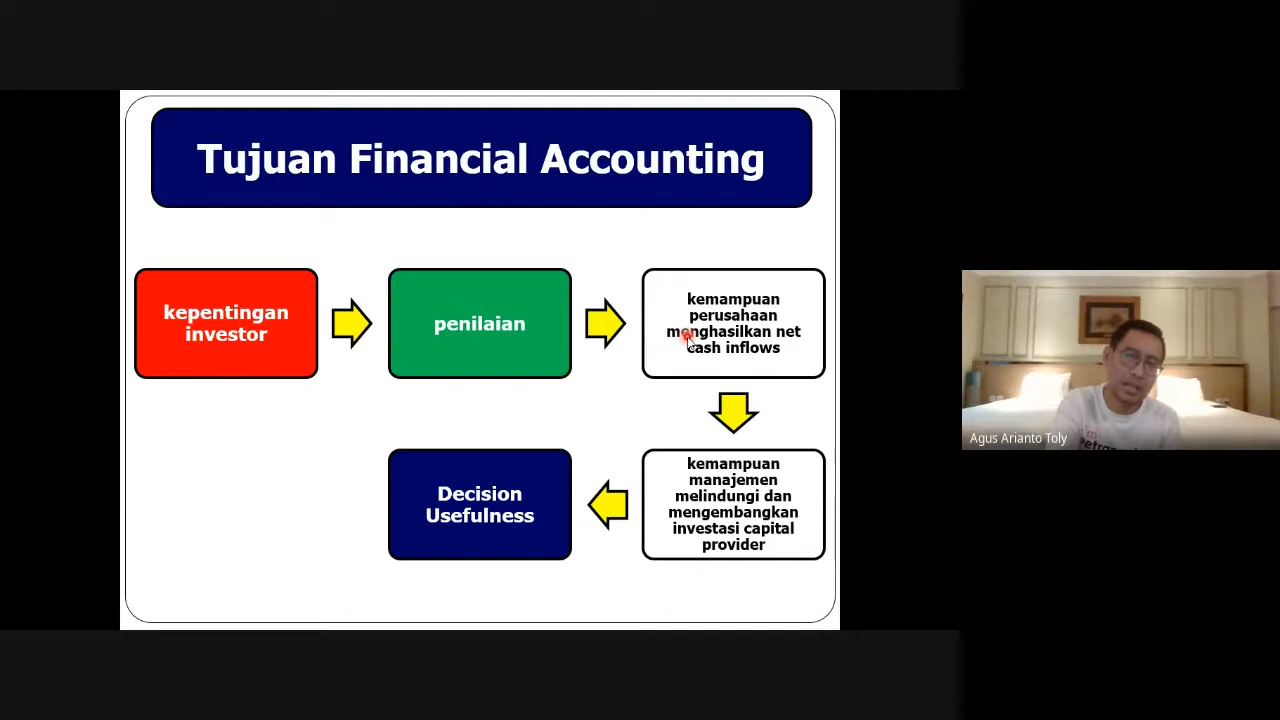 Tujuan Financial Accounting
kepentingan
investor
penilaian
kemampuan
perusahaan
menghasilkan net
cash inflows
kemampuan
manajemen
melindungi dan
mengembangkan
investasi capital
provider
Decision
Usefulness
Agus Arianto Toly